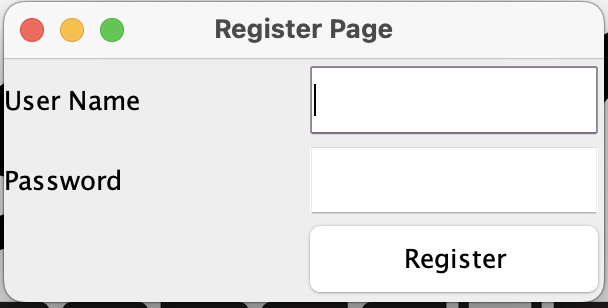 Register Page
User Name
Password
Register